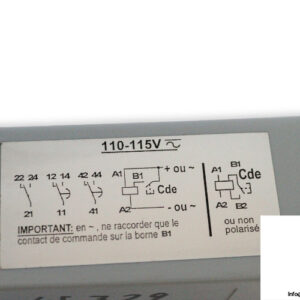 110-115V
22 24 12 14 42 44 A1 B1 + ou ~
Cde
21 11 41 A2 - ou ~
A1 B1
Cde
A2
ou non
polarisé
IMPORTANT: en ~, ne raccorder que le
contact de commande sur la borne B1
Info